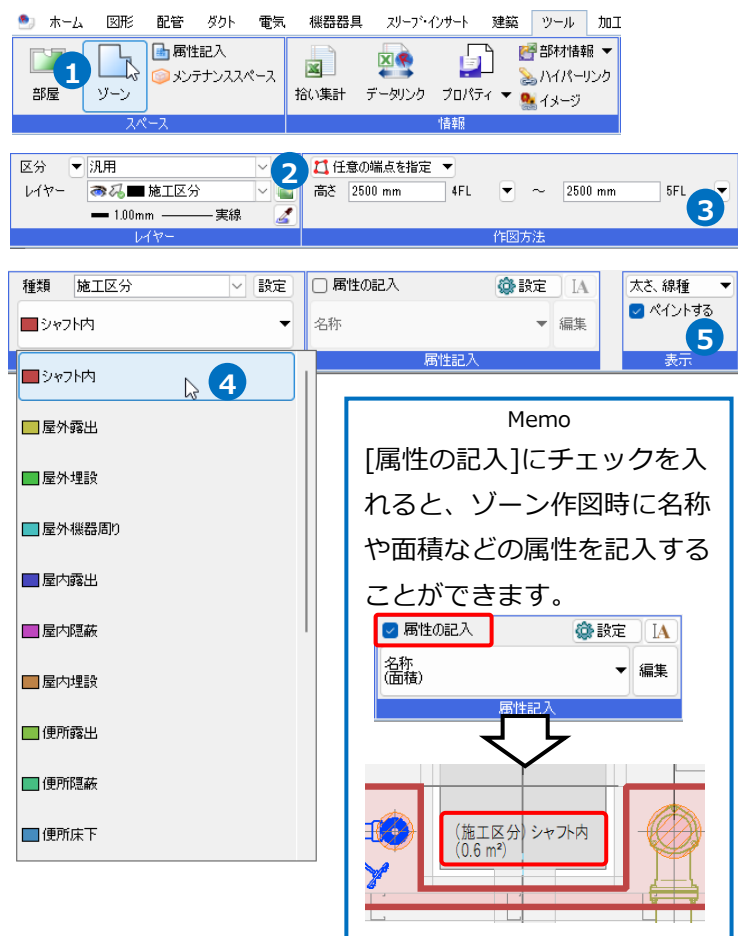 ホーム 図形 配管 ダクト 電気 機器器具 スリーブ・インサート 建築 ツール 加工
部屋
1
ゾーン
属性記入
メンテナンススペース
スペース
拾い集計
データリンク
プロパティ
部材情報
ハイパーリンク
イメージ
情報
区分 汎用
レイヤー 施工区分
1.00mm 実線
レイヤー
2
任意の端点を指定
高さ 2500 mm 4FL ～ 2500 mm 5FL
3
作図方法
種類 施工区分 設定
シャフト内
属性の記入 設定 IA
名称 編集
属性記入
太さ、線種
ペイントする
5
表示
シャフト内
4
屋外露出
屋外埋設
屋外機器周り
屋内露出
屋内隠蔽
屋内埋設
便所露出
便所隠蔽
便所床下
Memo
[属性の記入]にチェックを入
れると、ゾーン作図時に名称
や面積などの属性を記入する
ことができます。
属性の記入 設定 IA
名称
(面積)
編集
属性記入
(施工区分) シャフト内
(0.6 m²)